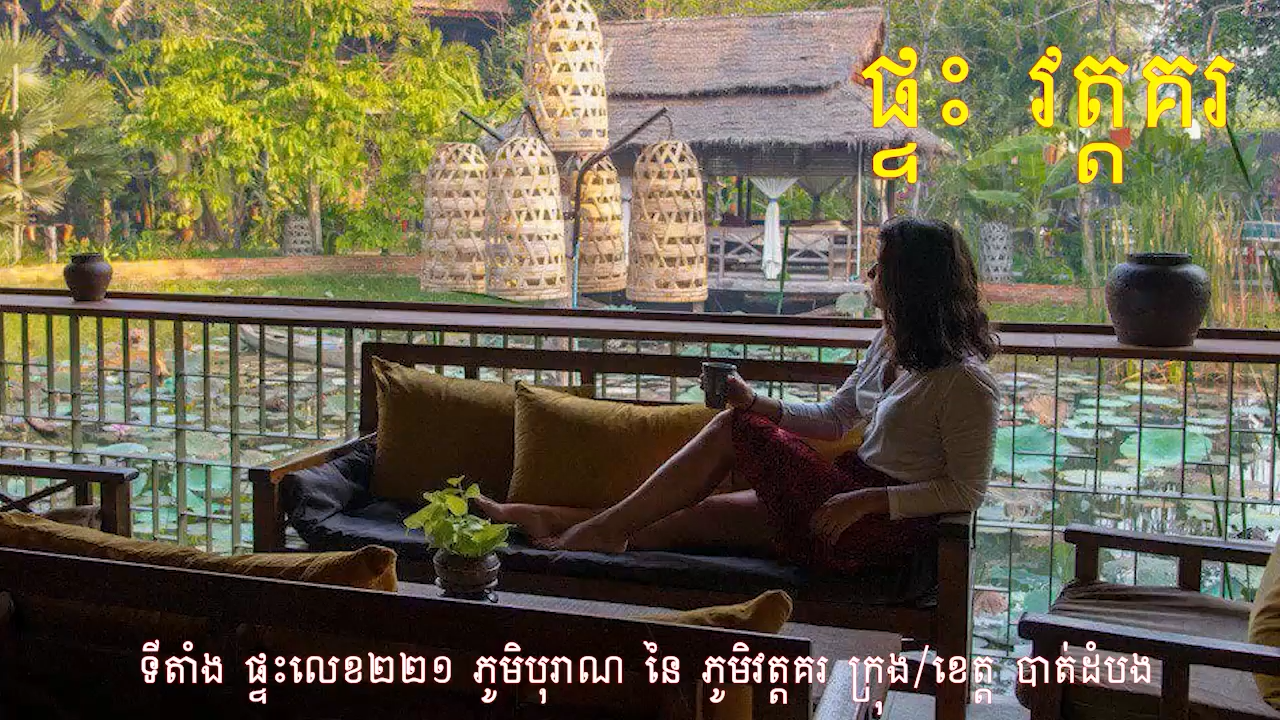 ផ្ទះ វត្តគរ
ទីតាំង ផ្ទះលេខ២២១ ភូមិបុរាណ នៃ ភូមិវត្តគរ ក្រុង/ខេត្ត បាត់ដំបង